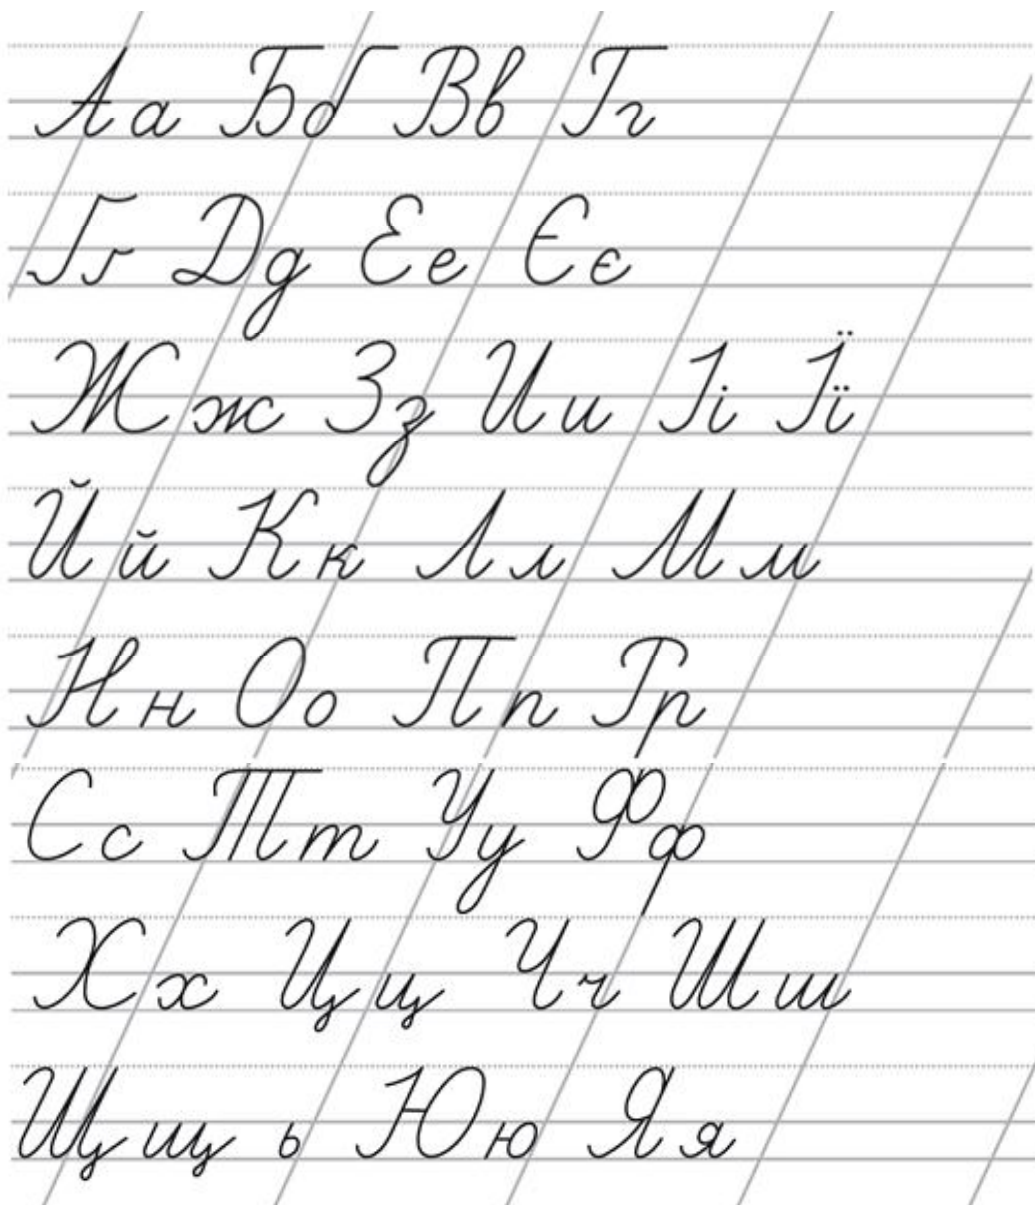 Аа Бб Вв Гг
Ґґ Дд Ее Єє
Жж Зз Ии Іі Її
Йй Кк Лл Мм
Нн Оо Пп Рр
Сс Тт Уу Фф
Хх Цц Чч Шш
Щщ ь Юю Яя